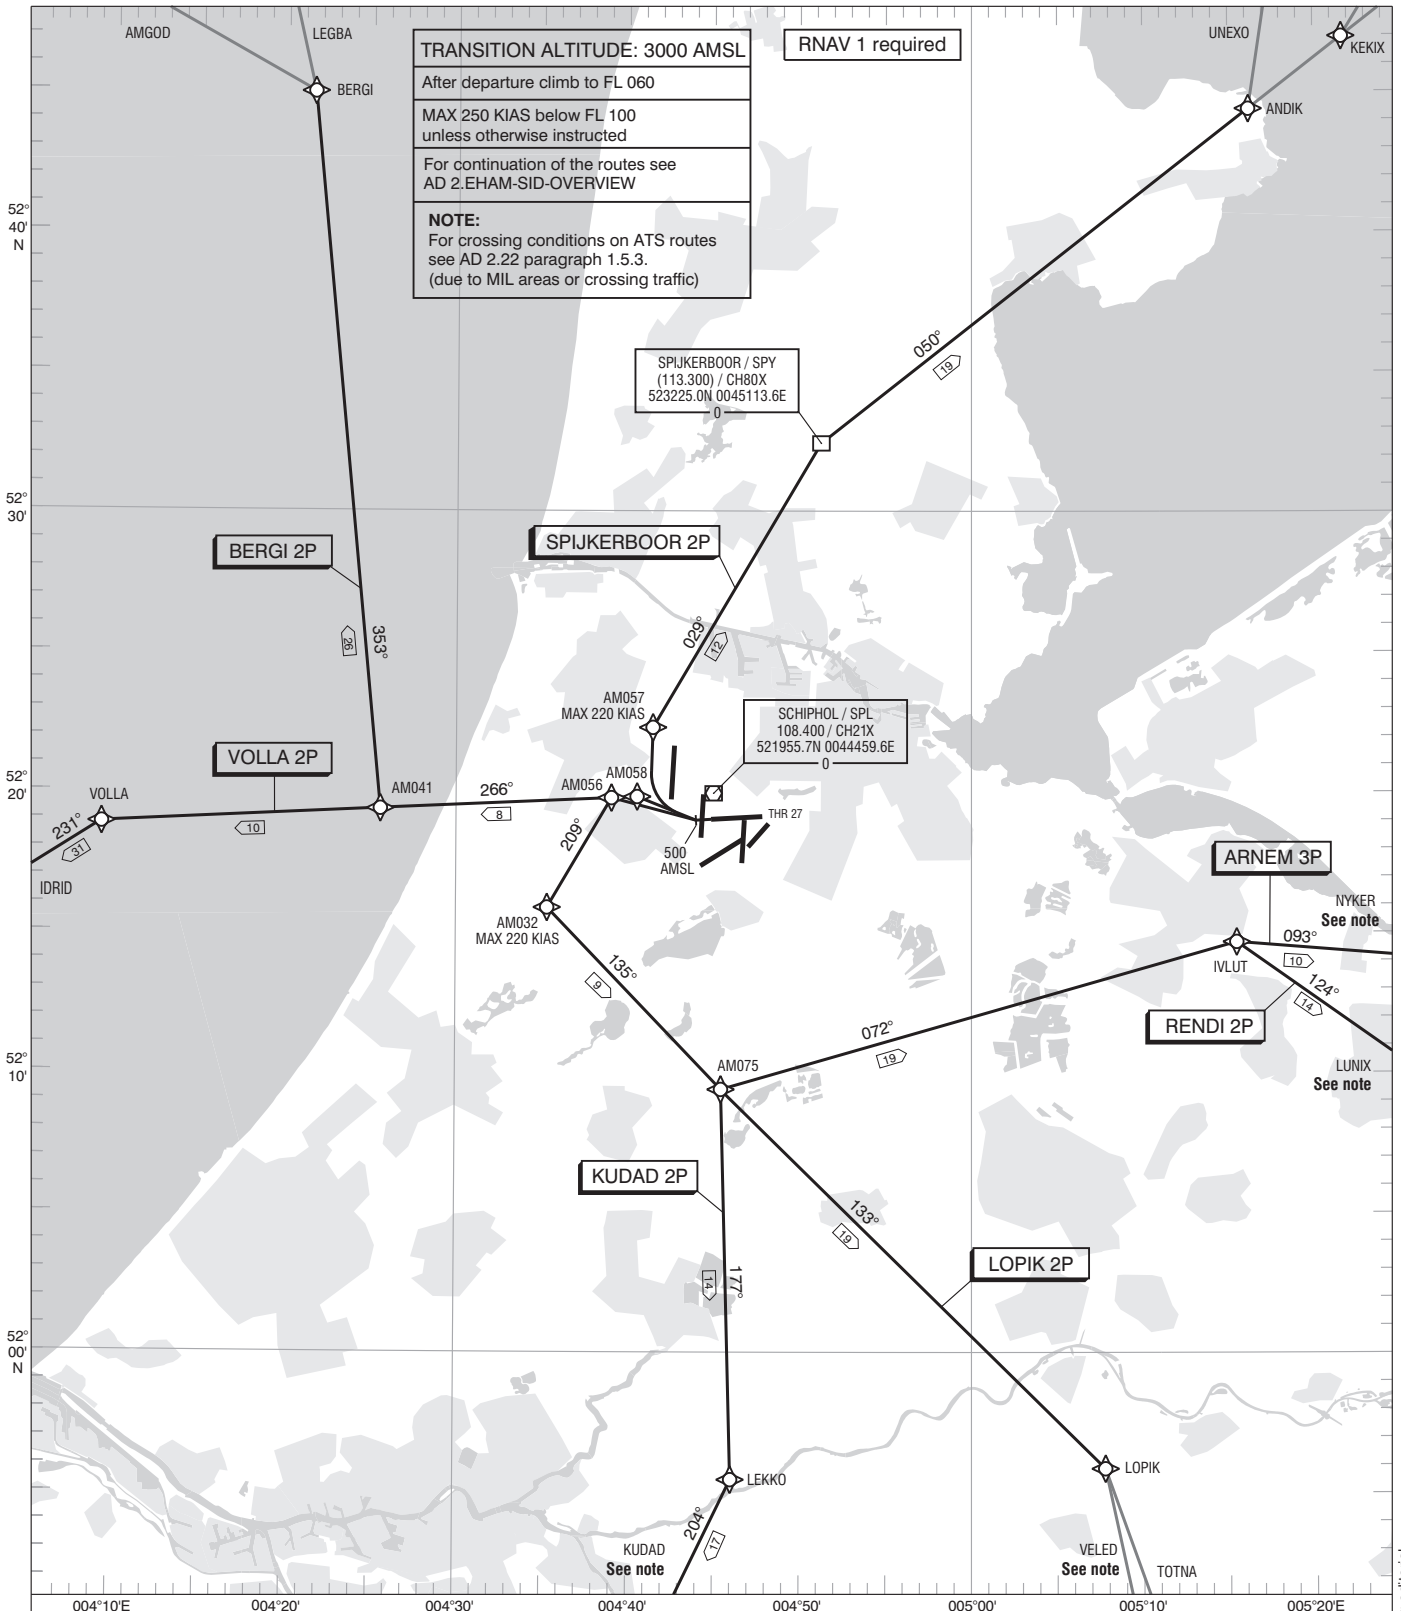 AMGOD
LEGBA
BERGI
TRANSITION ALTITUDE: 3000 AMSL
After departure climb to FL 060
MAX 250 KIAS below FL 100
unless otherwise instructed
For continuation of the routes see
AD 2.EHAM-SID-OVERVIEW
NOTE:
For crossing conditions on ATS routes
see AD 2.22 paragraph 1.5.3.
(due to MIL areas or crossing traffic)
RNAV 1 required
UNEXO
KEKIX
ANDIK
52°
40'
N
050°
19
SPIJKERBOOR / SPY
(113.300) / CH80X
523225.0N 0045113.6E
0
52°
30'
BERGI 2P
SPIJKERBOOR 2P
353°
26
029°
12
AM057
MAX 220 KIAS
SCHIPHOL / SPL
108.400 / CH21X
521955.7N 0044459.6E
0
52°
20'
VOLLA 2P
VOLLA
AM041
266°
8
AM056
AM058
THR 27
231°
31
10
IDRID
209°
500
AMSL
ARNEM 3P
AM032
MAX 220 KIAS
NYKER
See note
093°
10
IVLUT
124°
14
RENDI 2P
135°
9
072°
19
52°
10'
AM075
LUNIX
See note
KUDAD 2P
133°
19
LOPIK 2P
177°
14
52°
00'
N
LEKKO
LOPIK
204°
17
KUDAD
See note
VELED
See note
TOTNA
004°10'E
004°20'
004°30'
004°40'
004°50'
005°00'
005°10'
005°20'E